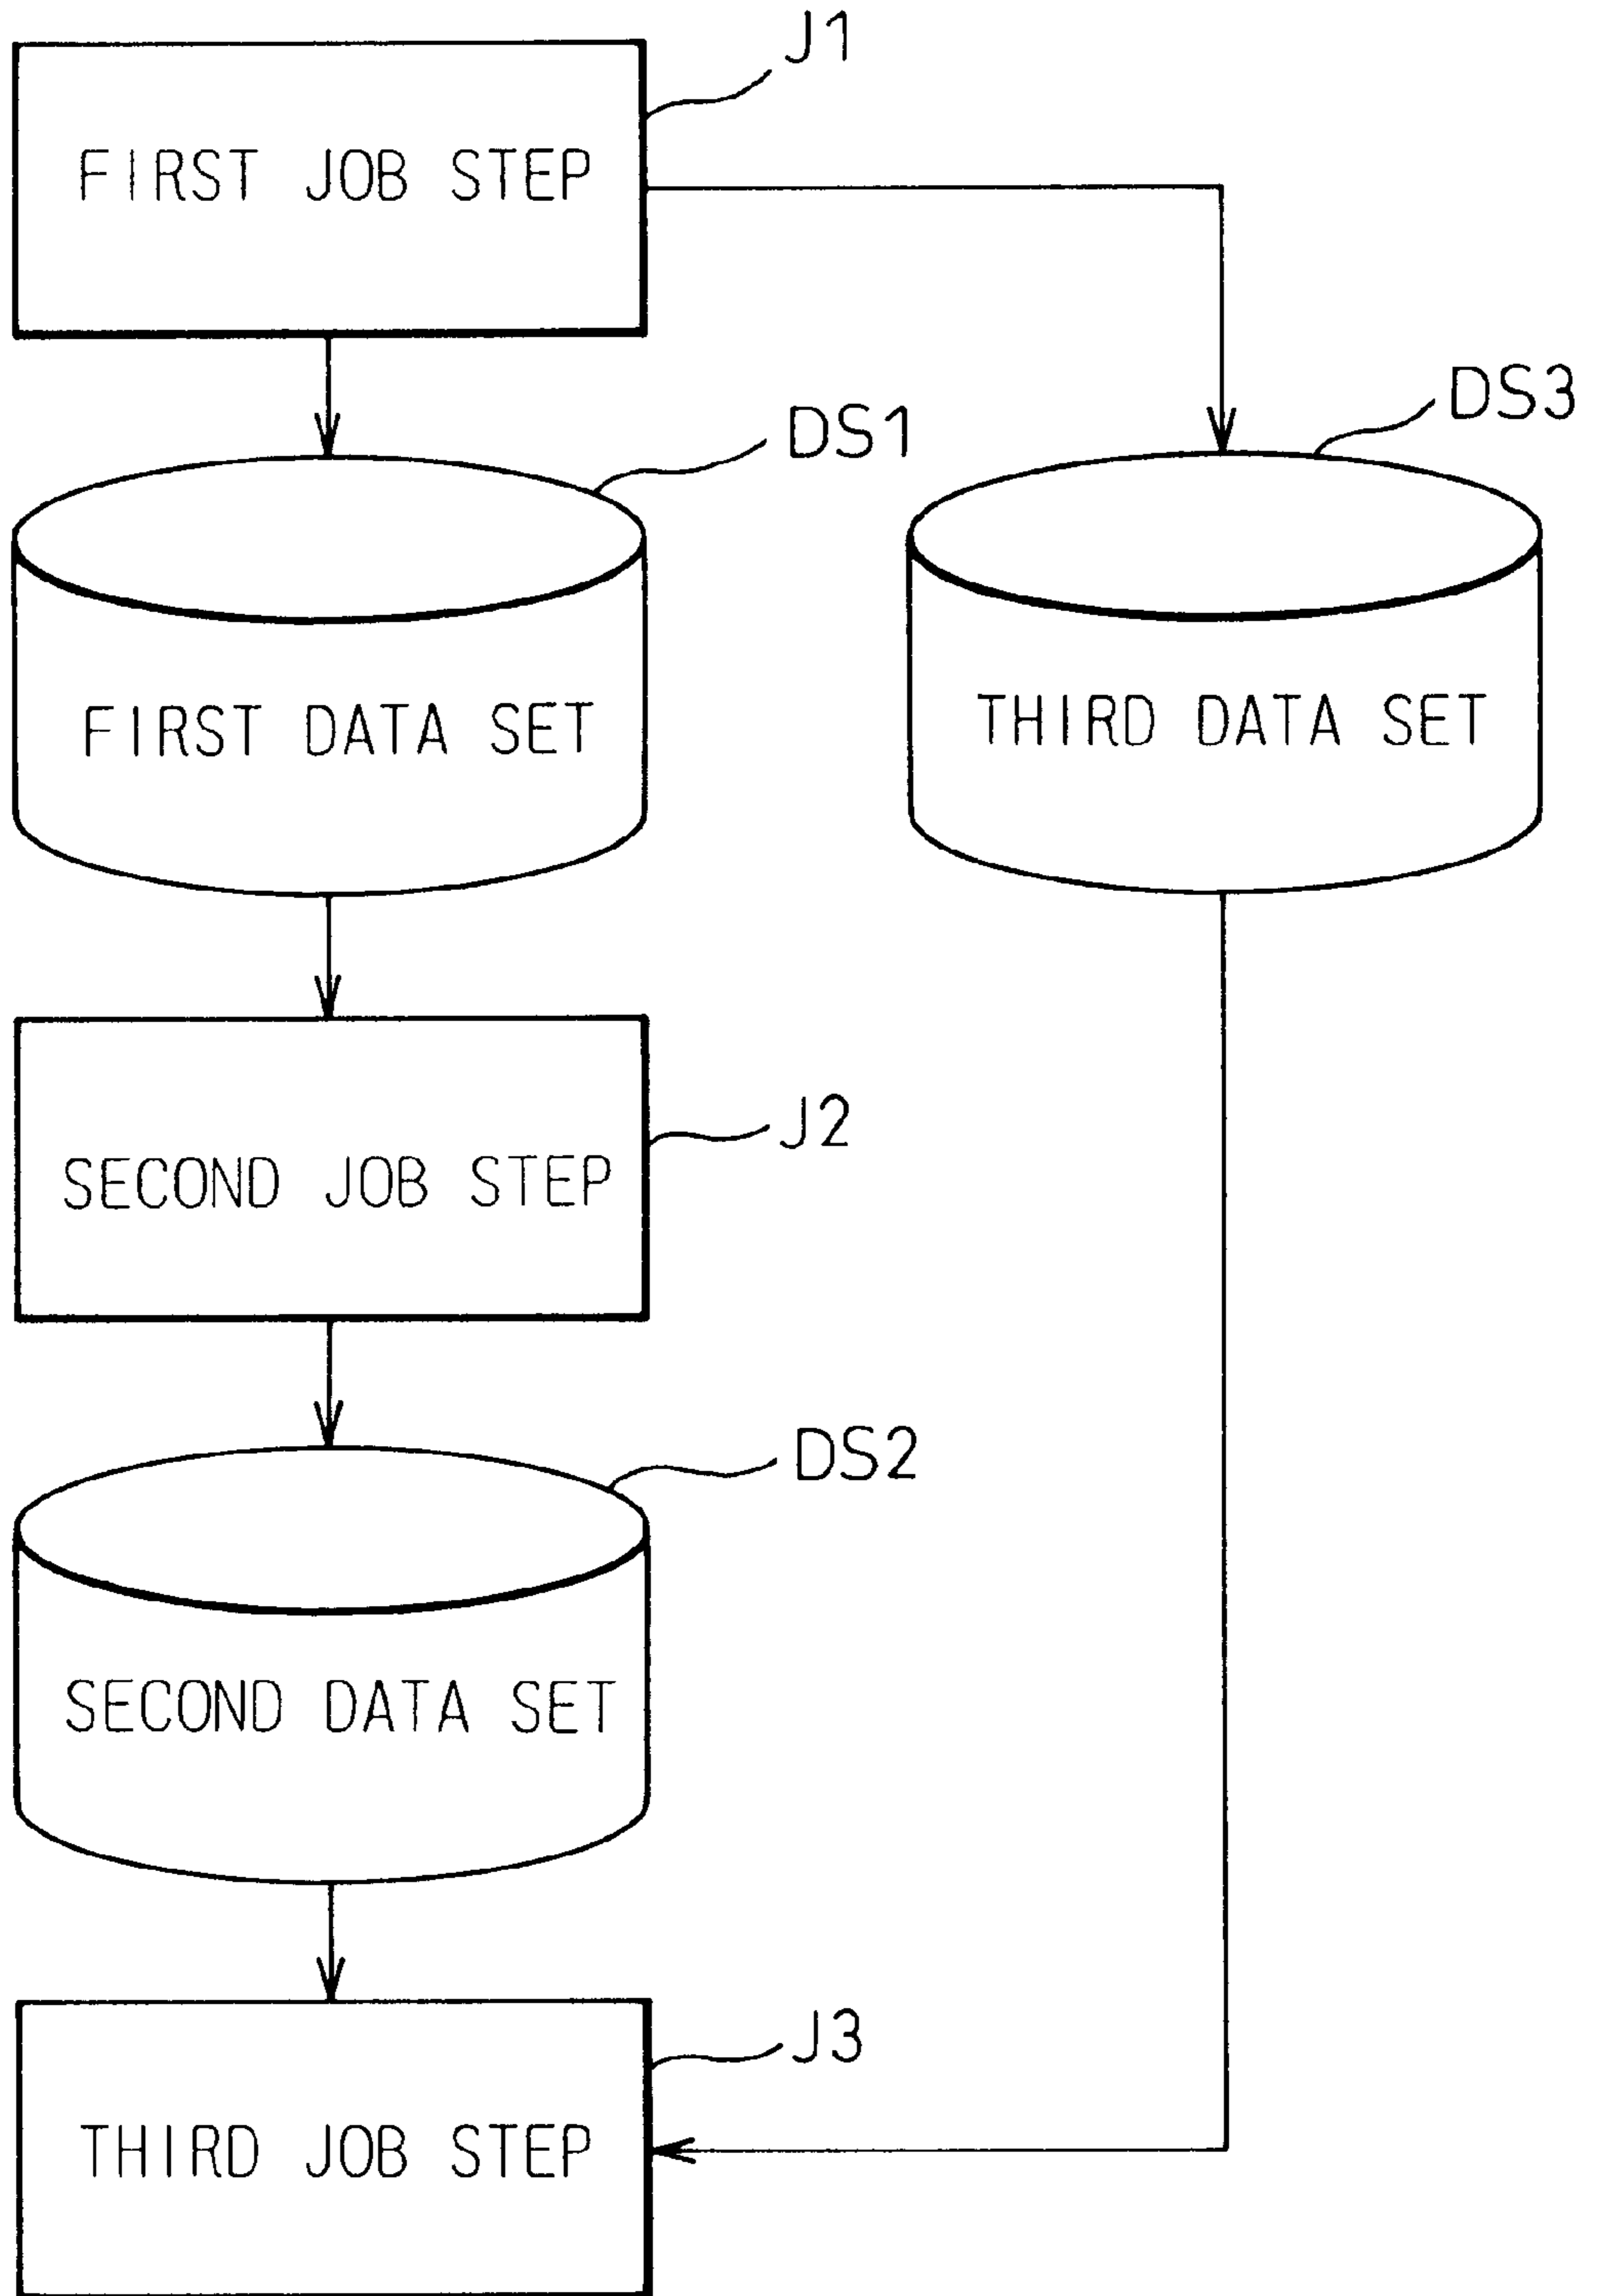 J1
FIRST JOB STEP
DS3
DS1
FIRST DATA SET
THIRD DATA SET
J2
SECOND JOB STEP
DS2
SECOND DATA SET
J3
THIRD JOB STEP